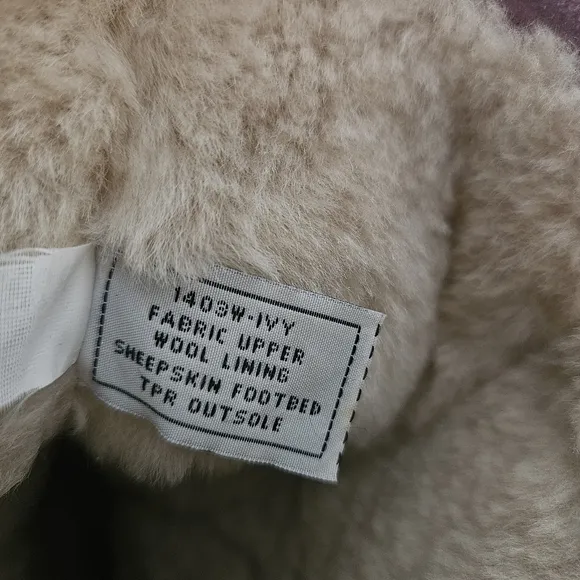 1403W-IVY
FABRIC UPPER
WOOL LINING
SHEEPSKIN FOOTBED
TPR OUTSOLE